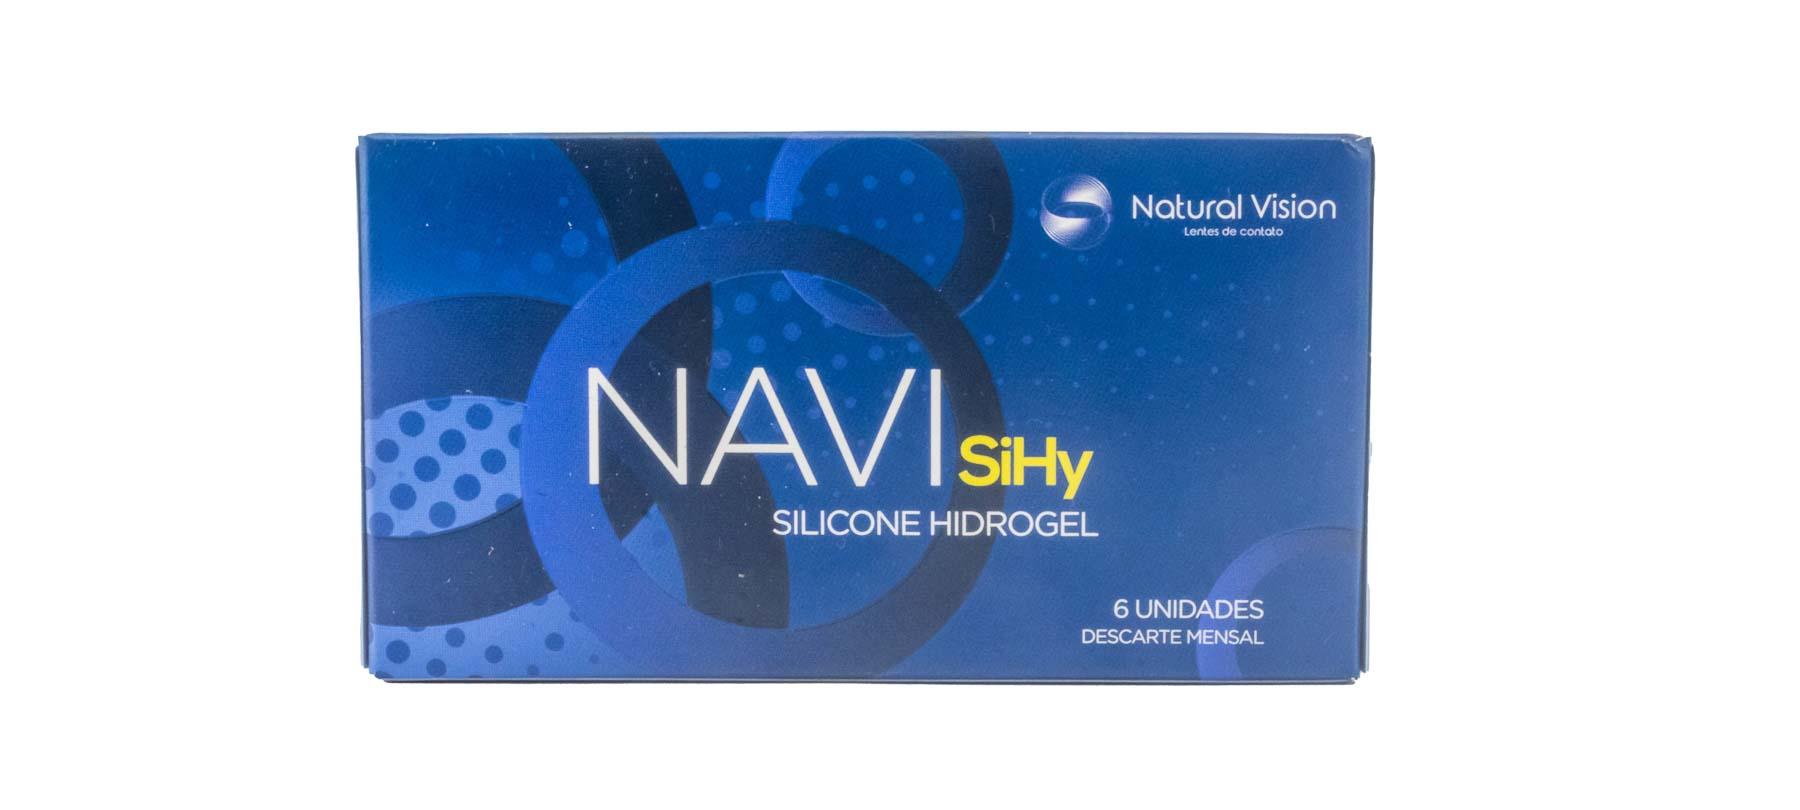 Natural Vision
Lentes de contato
NAVI SiHy
SILICONE HIDROGEL
6 UNIDADES
DESCARTE MENSAL